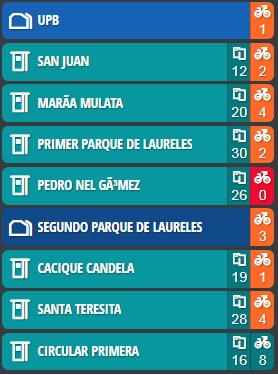 UPB
1
SAN JUAN
12 2
MARÃA MULATA
20 4
PRIMER PARQUE DE LAURELES
30 2
PEDRO NEL GÃ³MEZ
26 0
SEGUNDO PARQUE DE LAURELES
3
CACIQUE CANDELA
19 1
SANTA TERESITA
28 4
CIRCULAR PRIMERA
16 8